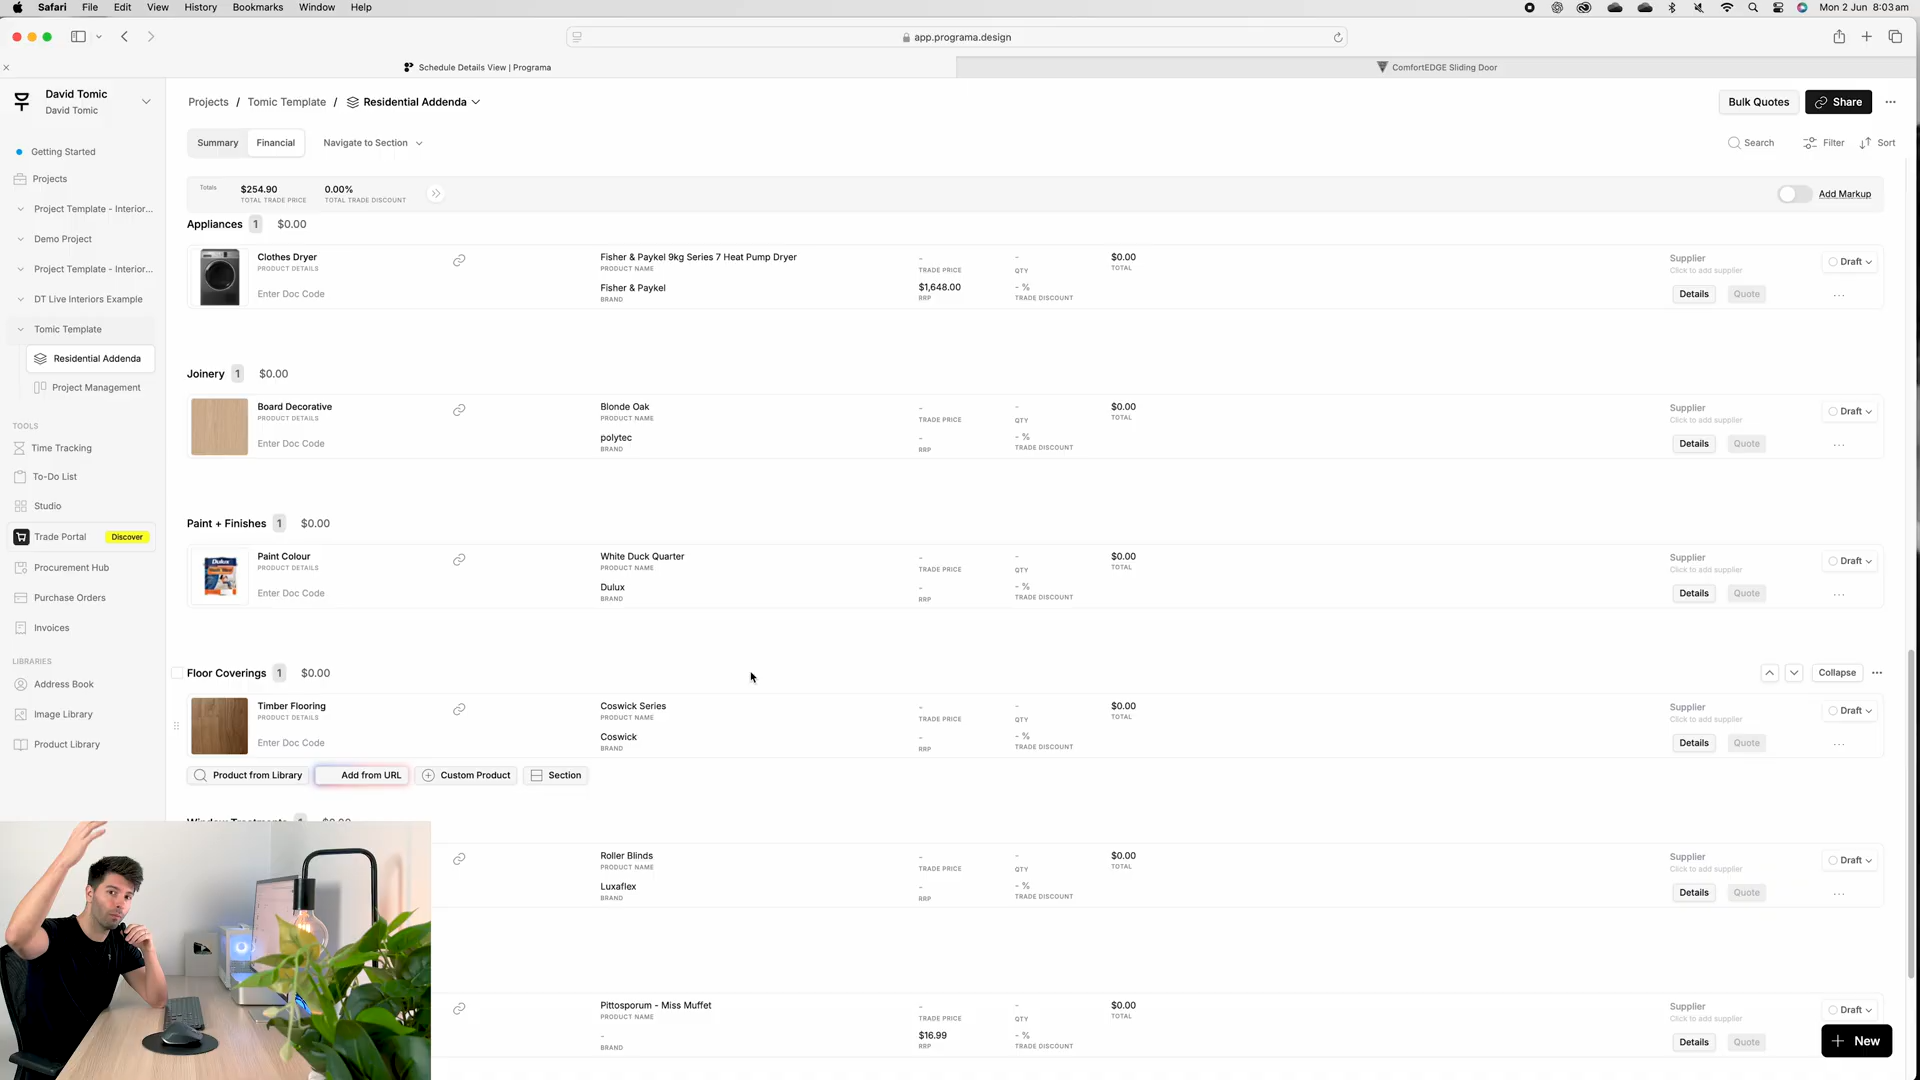 Safari File Edit View History Bookmarks Window Help Mon 2 Jun 8:03 am
app.programa.design
Schedule Details View | Programa
ComfortEDGE Sliding Door
David Tomic
David Tomic
Getting Started
Projects
Project Template - Interior...
Demo Project
Project Template - Interior...
DT Live Interiors Example
Tomic Template
Residential Addenda
Project Management
TOOLS
Time Tracking
To-Do List
Studio
Trade Portal Discover
Procurement Hub
Purchase Orders
Invoices
LIBRARIES
Address Book
Image Library
Product Library
Projects / Tomic Template / Residential Addenda
Bulk Quotes Share
Summary Financial Navigate to Section
Search Filter Sort
Totals $254.90 0.00%
TOTAL TRADE PRICE TOTAL TRADE DISCOUNT
Add Markup
Appliances 1 $0.00
Clothes Dryer Fisher & Paykel 9kg Series 7 Heat Pump Dryer - - $0.00 Supplier Draft
PRODUCT DETAILS PRODUCT NAME TRADE PRICE QTY TOTAL Click to add supplier
Enter Doc Code Fisher & Paykel $1,648.00 - % Details Quote ...
BRAND RRP TRADE DISCOUNT
Joinery 1 $0.00
Board Decorative Blonde Oak - - $0.00 Supplier Draft
PRODUCT DETAILS PRODUCT NAME TRADE PRICE QTY TOTAL Click to add supplier
Enter Doc Code polytec - - % Details Quote ...
BRAND RRP TRADE DISCOUNT
Paint + Finishes 1 $0.00
Dulux
Paint Colour White Duck Quarter - - $0.00 Supplier Draft
PRODUCT DETAILS PRODUCT NAME TRADE PRICE QTY TOTAL Click to add supplier
Enter Doc Code Dulux - - % Details Quote ...
BRAND RRP TRADE DISCOUNT
Floor Coverings 1 $0.00 Collapse ...
Timber Flooring Coswick Series - - $0.00 Supplier Draft
PRODUCT DETAILS PRODUCT NAME TRADE PRICE QTY TOTAL Click to add supplier
Enter Doc Code Coswick - - % Details Quote ...
BRAND RRP TRADE DISCOUNT
Product from Library Add from URL Custom Product Section
Roller Blinds - - $0.00 Supplier Draft
PRODUCT NAME TRADE PRICE QTY TOTAL Click to add supplier
Luxaflex - - % Details Quote ...
BRAND RRP TRADE DISCOUNT
Pittosporum - Miss Muffet - - $0.00 Supplier Draft
PRODUCT NAME TRADE PRICE QTY TOTAL Click to add supplier
- $16.99 - % Details Quote
BRAND RRP TRADE DISCOUNT
+ New